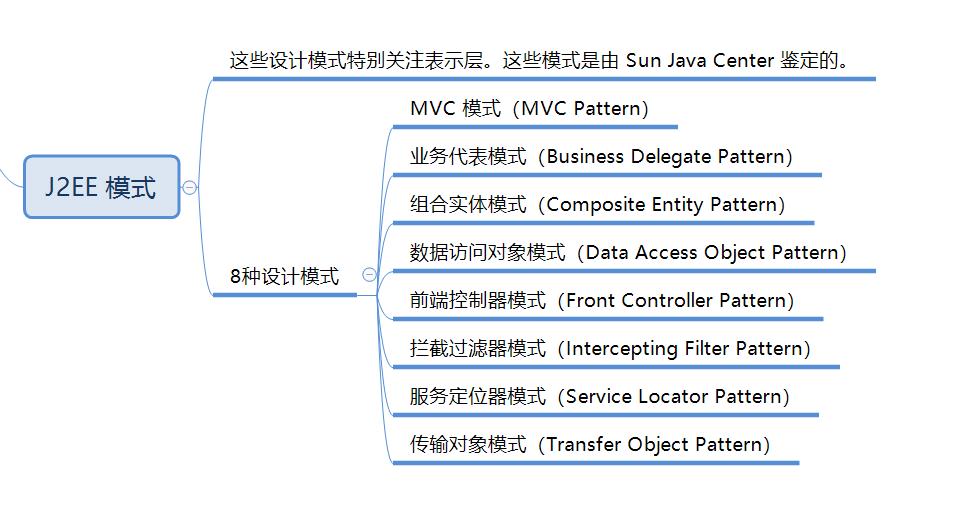 这些设计模式特别关注表示层。这些模式是由 Sun Java Center 鉴定的。
J2EE 模式
8种设计模式
MVC 模式（MVC Pattern）
业务代表模式（Business Delegate Pattern）
组合实体模式（Composite Entity Pattern）
数据访问对象模式（Data Access Object Pattern）
前端控制器模式（Front Controller Pattern）
拦截过滤器模式（Intercepting Filter Pattern）
服务定位器模式（Service Locator Pattern）
传输对象模式（Transfer Object Pattern）